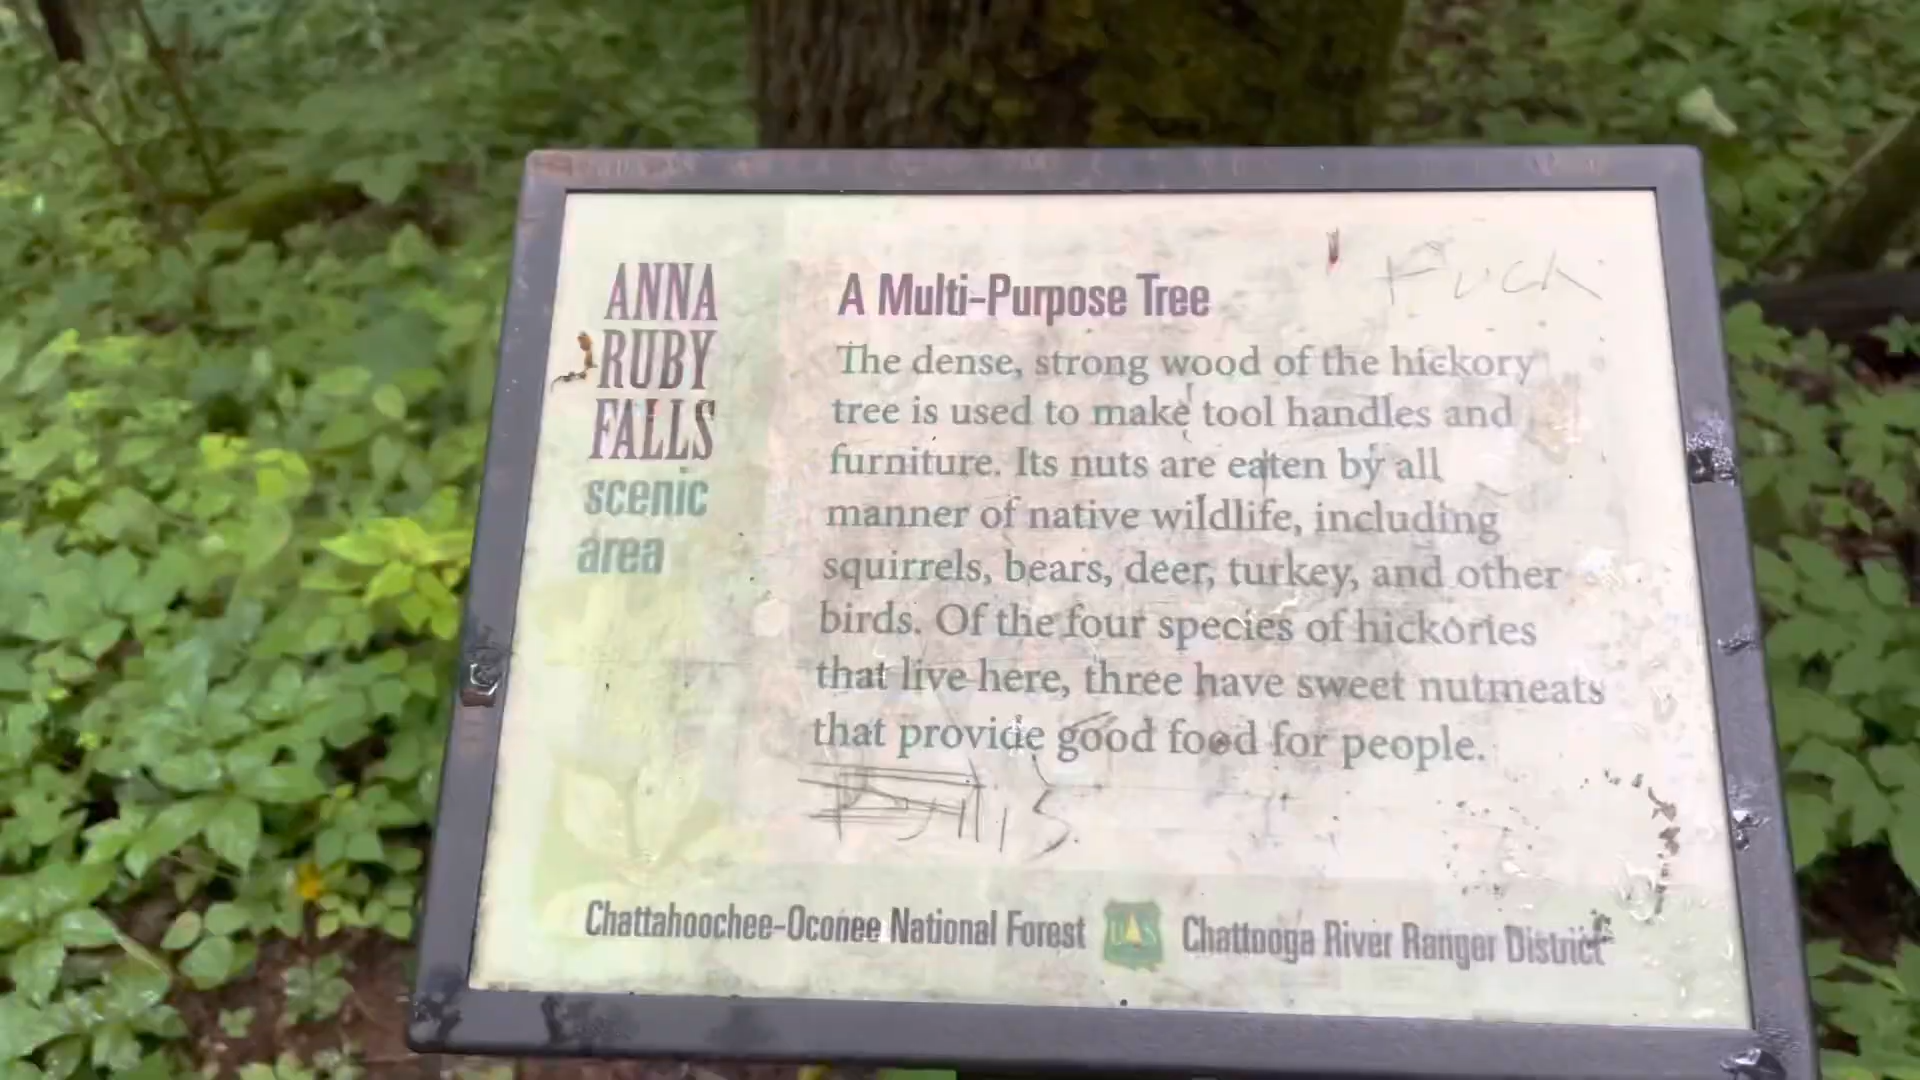 ANNA
RUBY
FALLS
scenic
area
A Multi-Purpose Tree
The dense, strong wood of the hickory
tree is used to make tool handles and
furniture. Its nuts are eaten by all
manner of native wildlife, including
squirrels, bears, deer, turkey, and other
birds. Of the four species of hickories
that live here, three have sweet nutmeats
that provide good food for people.
Chattahoochee-Oconee National Forest
UAS
Chattooga River Ranger District